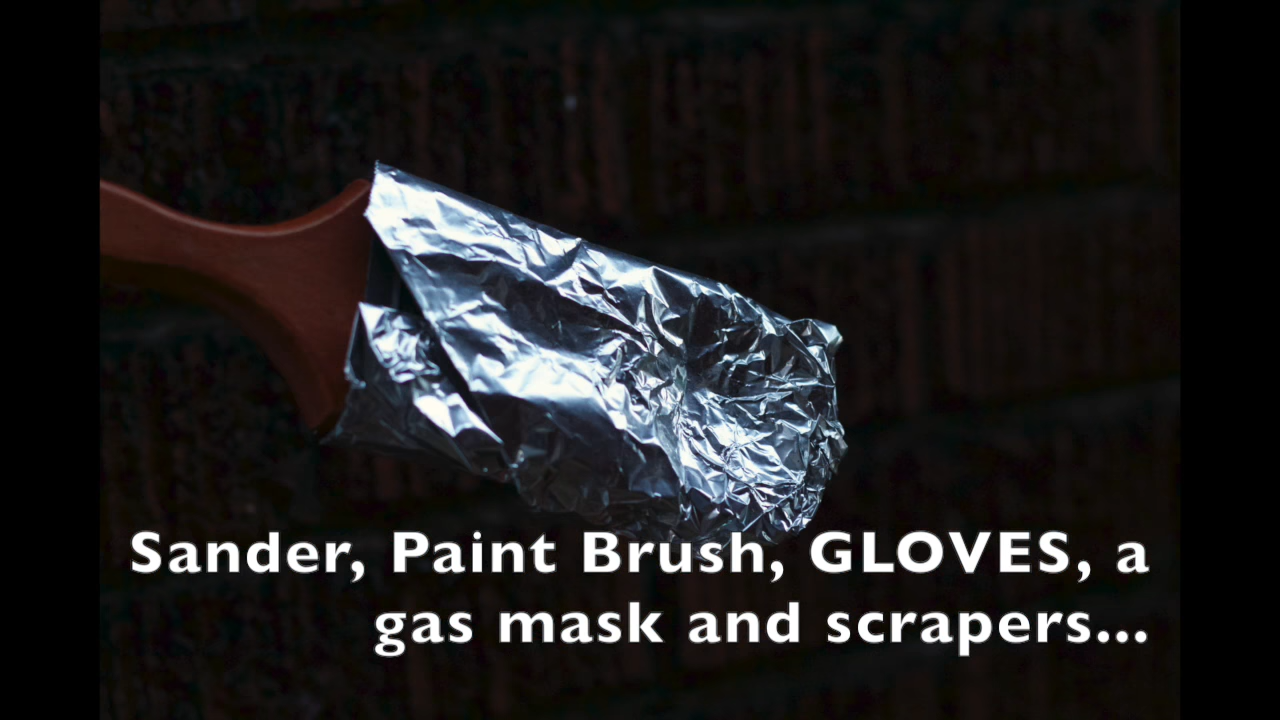 Sander, Paint Brush, GLOVES, a
gas mask and scrapers...